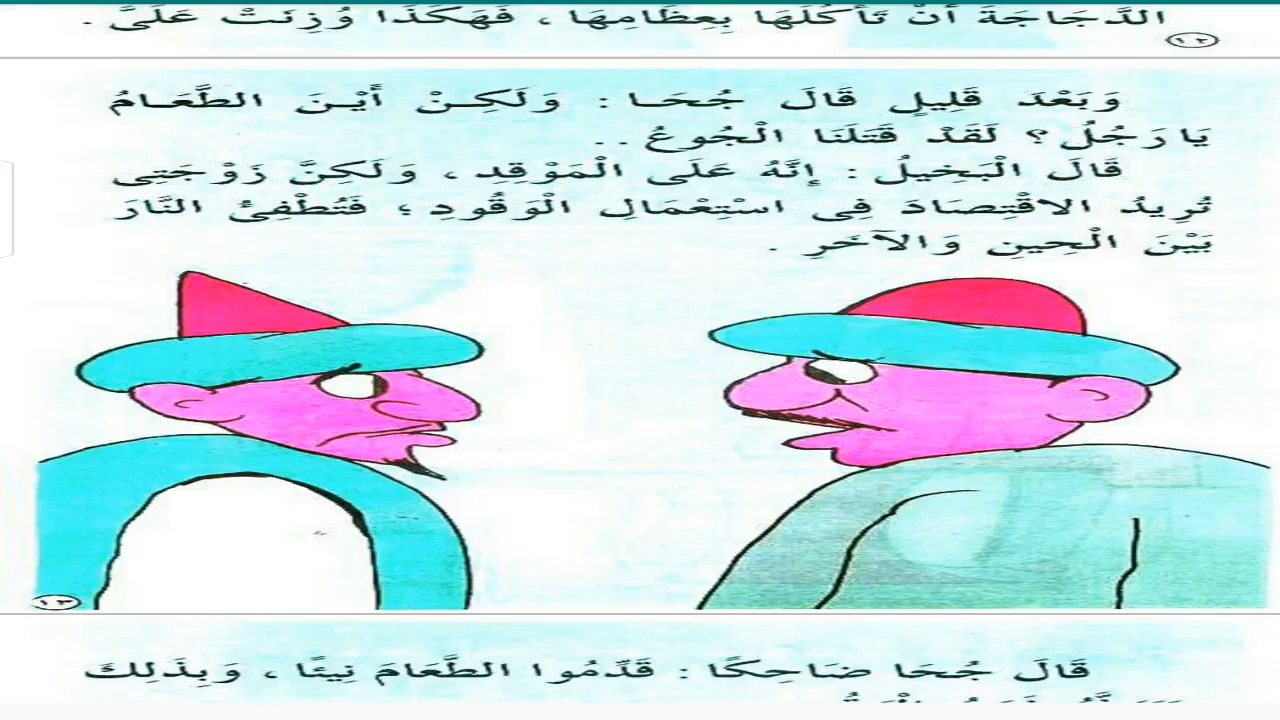 الدَّجَاجَةَ أَنْ تَأْكُلَهَا بِعِظَامِهَا ، فَهَكَذَا وُزِنَتْ عَلَىَّ .
١٢
وَبَعْدَ قَلِيلٍ قَالَ جُحَا : وَلَكِنْ أَيْنَ الطَّعَامُ
يَا رَجُلُ ؟ لَقَدْ قَتَلَنَا الْجُوعُ . .
قَالَ الْبَخِيلُ : إِنَّهُ عَلَى الْمَوْقِدِ ، وَلَكِنَّ زَوْجَتِى
تُرِيدُ الاقْتِصَادَ فِى اسْتِعْمَالِ الْوَقُودِ ؛ فَتُطْفِئُ النَّارَ
بَيْنَ الْحِينِ وَالآخَرِ .
١٣
قَالَ جُحَا ضَاحِكًا : قَدِّمُوا الطَّعَامَ نِيئًا ، وَبِذَلِكَ